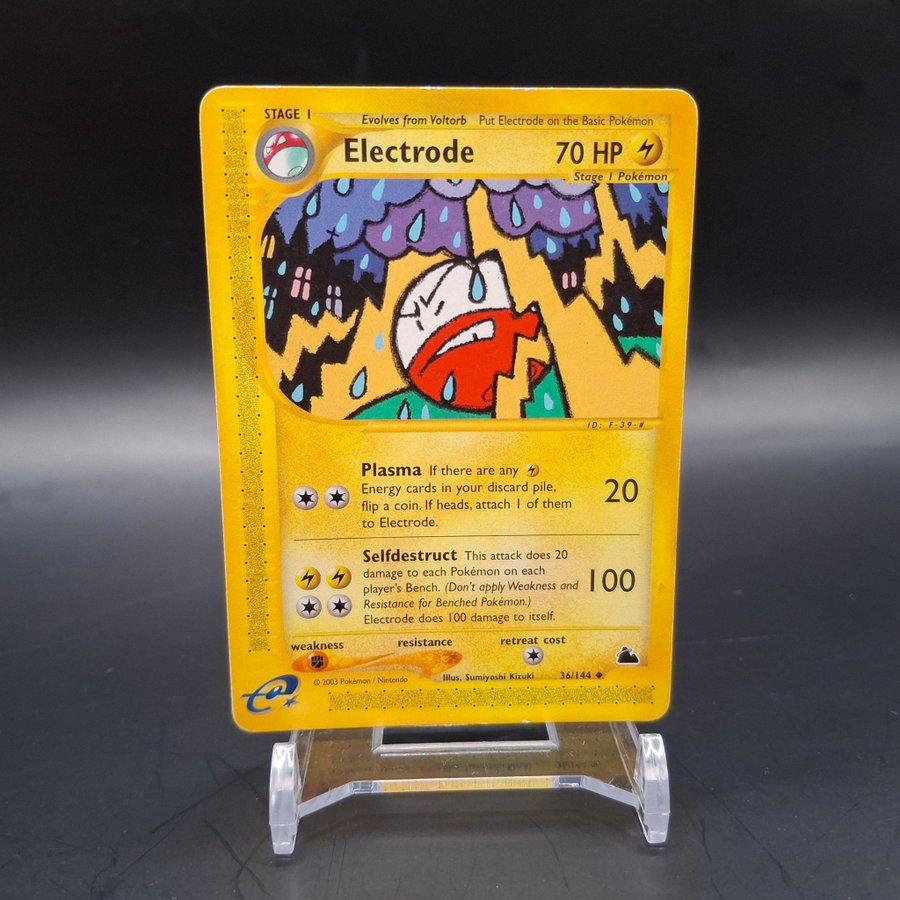 STAGE 1
Evolves from Voltorb Put Electrode on the Basic Pokémon
Electrode 70 HP
Stage 1 Pokémon
ID: F-39-#
Plasma If there are any
Energy cards in your discard pile,
flip a coin. If heads, attach 1 of them
to Electrode.
20
Selfdestruct This attack does 20
damage to each Pokémon on each
player's Bench. (Don't apply Weakness and
Resistance for Benched Pokémon.)
Electrode does 100 damage to itself.
100
weakness resistance retreat cost
© 2003 Pokémon / Nintendo
Illus. Sumiyoshi Kizuki
36/144
e